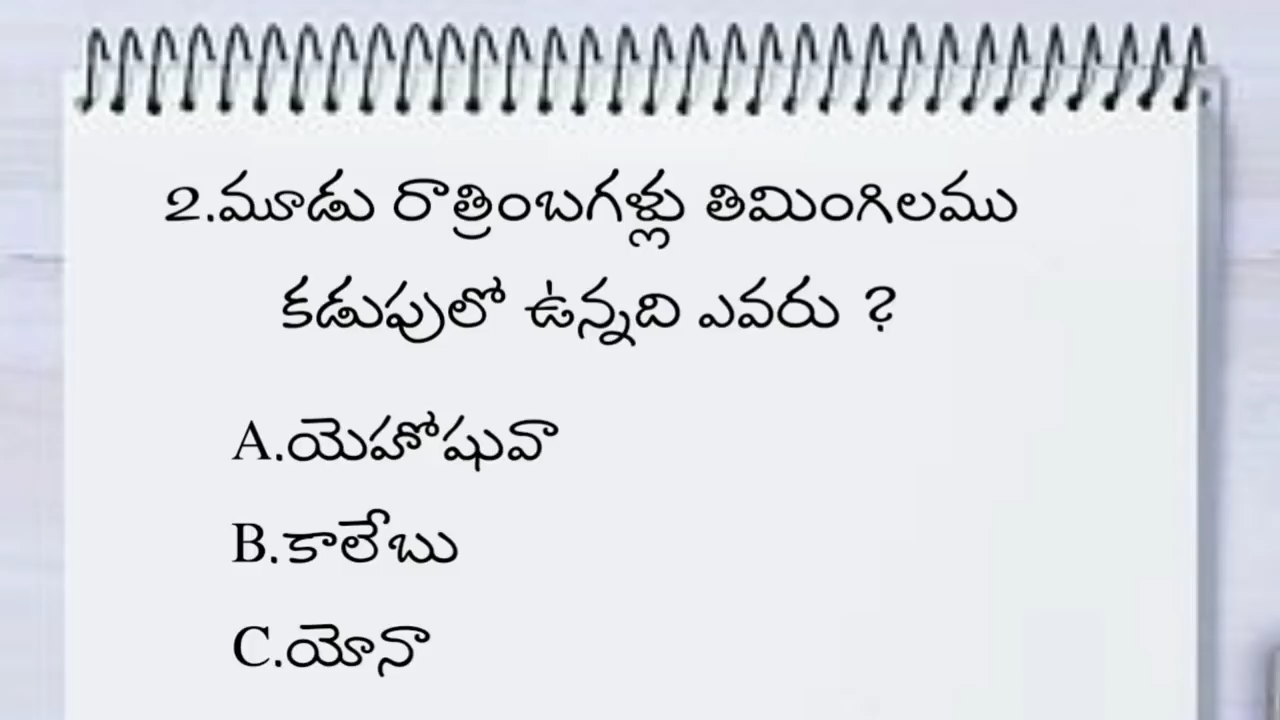 2.మూడు రాత్రింబగళ్లు తిమింగిలము
కడుపులో ఉన్నది ఎవరు ?
A.యెహోషువా
B.కాలేబు
C.యోనా